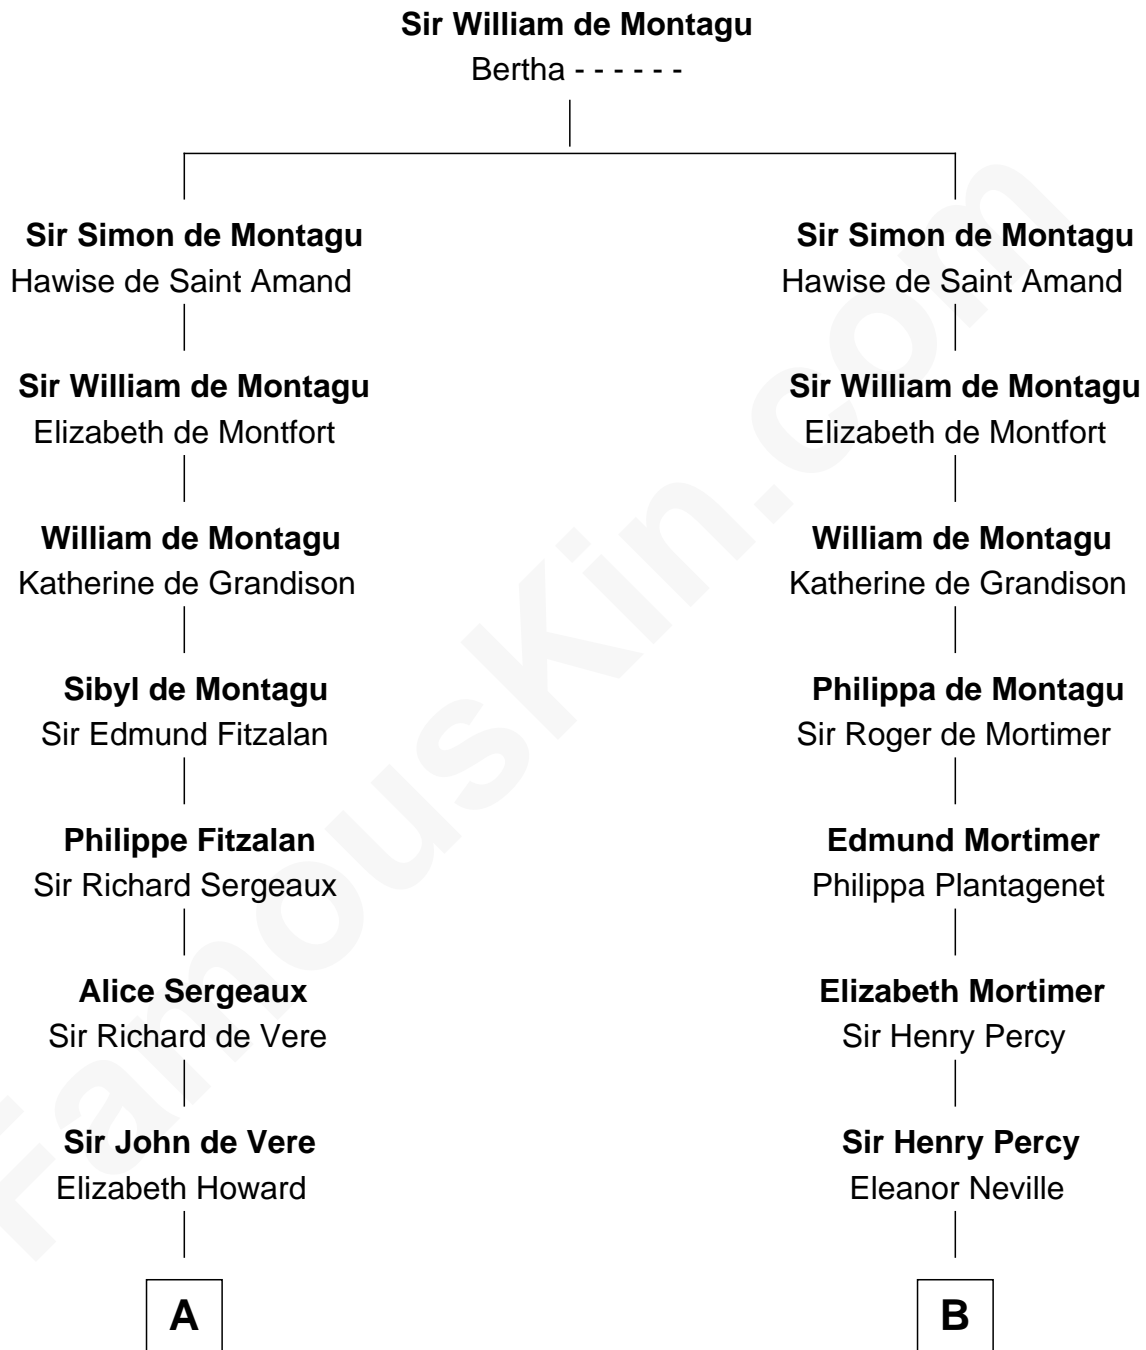 Sir William de Montagu
Bertha - - - - - -
Sir Simon de Montagu
Hawise de Saint Amand
Sir William de Montagu
Elizabeth de Montfort
William de Montagu
Katherine de Grandison
Sibyl de Montagu
Sir Edmund Fitzalan
Philippe Fitzalan
Sir Richard Sergeaux
Alice Sergeaux
Sir Richard de Vere
Sir John de Vere
Elizabeth Howard
A
Sir Simon de Montagu
Hawise de Saint Amand
Sir William de Montagu
Elizabeth de Montfort
William de Montagu
Katherine de Grandison
Philippa de Montagu
Sir Roger de Mortimer
Edmund Mortimer
Philippa Plantagenet
Elizabeth Mortimer
Sir Henry Percy
Sir Henry Percy
Eleanor Neville
B
FamousKin.com